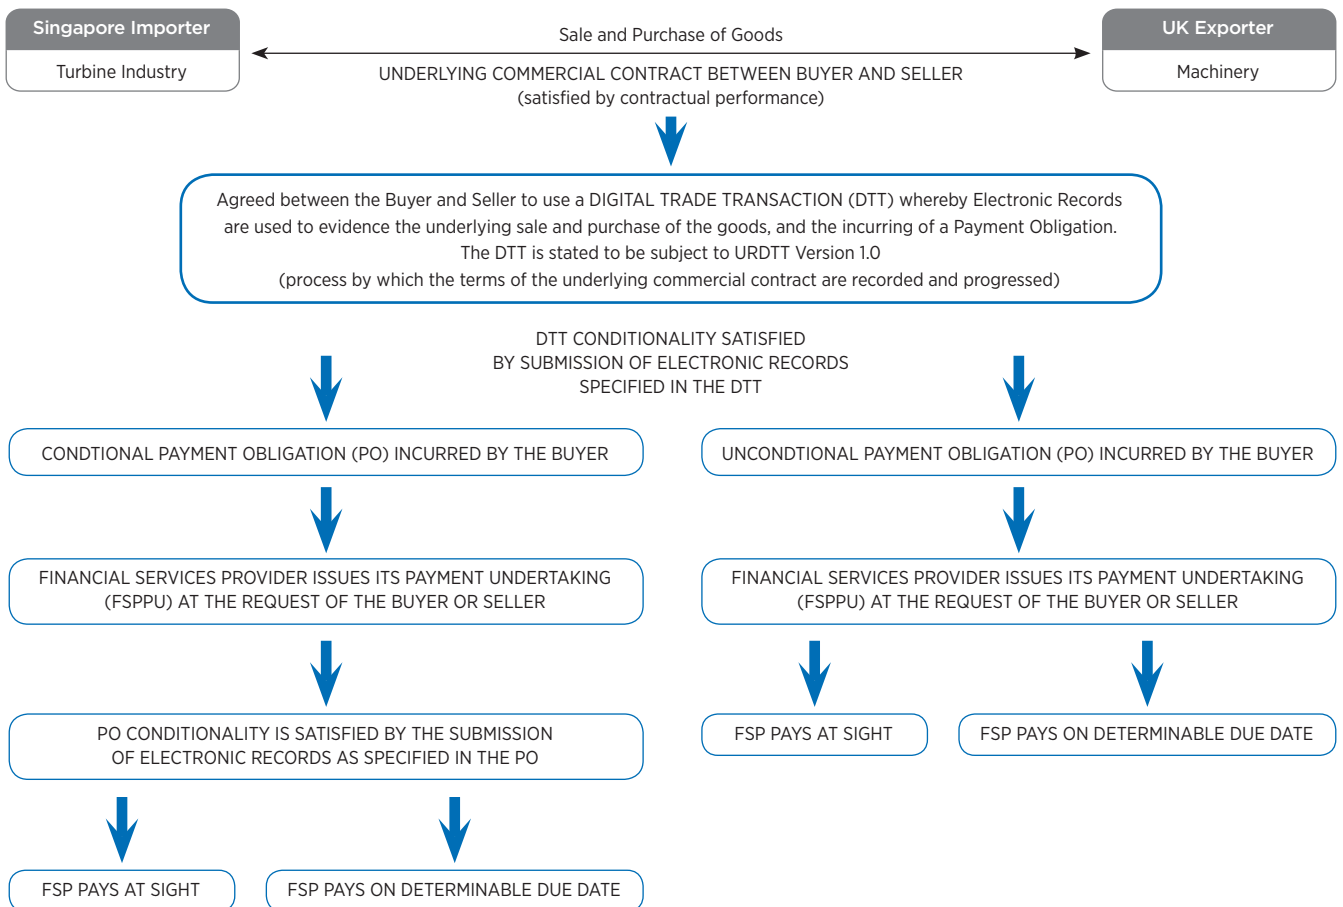 Singapore Importer
Turbine Industry
Sale and Purchase of Goods
UNDERLYING COMMERCIAL CONTRACT BETWEEN BUYER AND SELLER
(satisfied by contractual performance)
UK Exporter
Machinery
Agreed between the Buyer and Seller to use a DIGITAL TRADE TRANSACTION (DTT) whereby Electronic Records
are used to evidence the underlying sale and purchase of the goods, and the incurring of a Payment Obligation.
The DTT is stated to be subject to URDTT Version 1.0
(process by which the terms of the underlying commercial contract are recorded and progressed)
DTT CONDITIONALITY SATISFIED
BY SUBMISSION OF ELECTRONIC RECORDS
SPECIFIED IN THE DTT
CONDTIONAL PAYMENT OBLIGATION (PO) INCURRED BY THE BUYER
UNCONDTIONAL PAYMENT OBLIGATION (PO) INCURRED BY THE BUYER
FINANCIAL SERVICES PROVIDER ISSUES ITS PAYMENT UNDERTAKING
(FSPPU) AT THE REQUEST OF THE BUYER OR SELLER
FINANCIAL SERVICES PROVIDER ISSUES ITS PAYMENT UNDERTAKING
(FSPPU) AT THE REQUEST OF THE BUYER OR SELLER
PO CONDITIONALITY IS SATISFIED BY THE SUBMISSION
OF ELECTRONIC RECORDS AS SPECIFIED IN THE PO
FSP PAYS AT SIGHT
FSP PAYS ON DETERMINABLE DUE DATE
FSP PAYS AT SIGHT
FSP PAYS ON DETERMINABLE DUE DATE